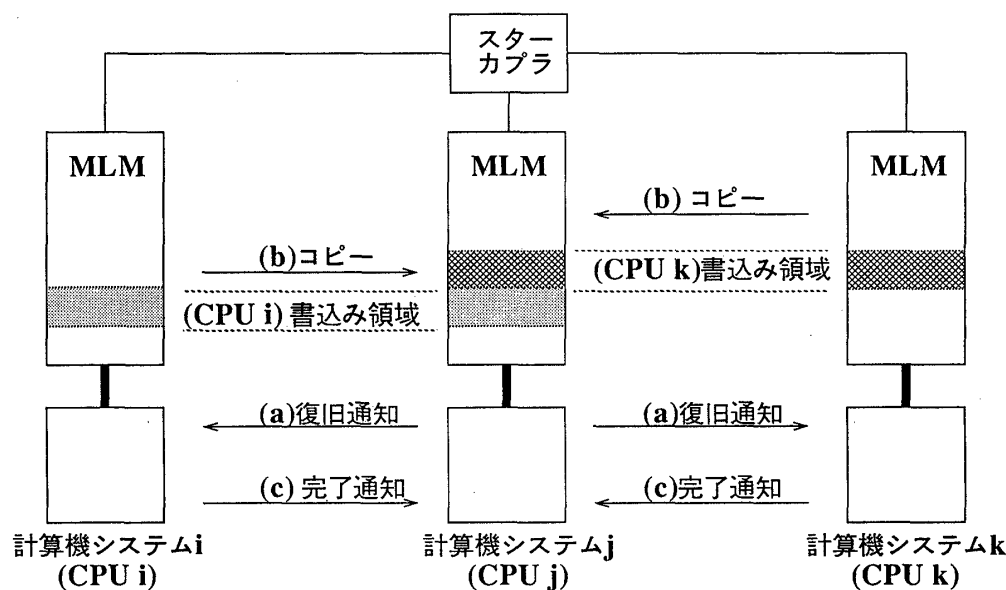 スター
カプラ
MLM
MLM
MLM
(b) コピー
(b)コピー
(CPU k)書込み領域
(CPU i) 書込み領域
(a)復旧通知
(a)復旧通知
(c) 完了通知
(c)完了通知
計算機システムi
(CPU i)
計算機システムj
(CPU j)
計算機システムk
(CPU k)